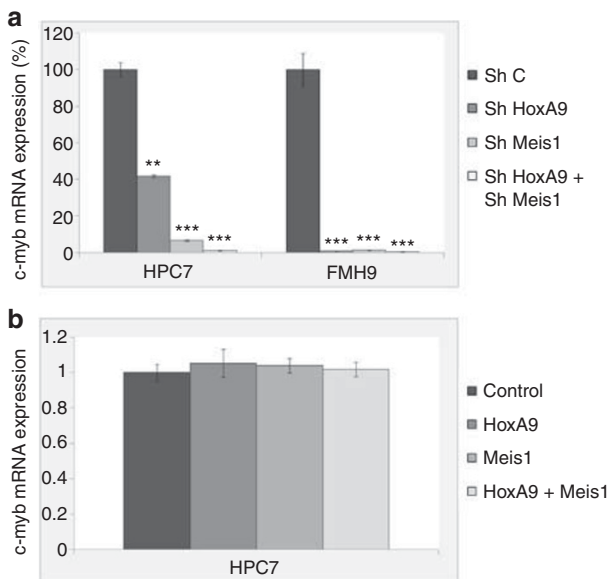 a
c-myb mRNA expression (%)
120
100
80
60
40
20
0
**
***
***
***
***
***
HPC7
FMH9
Sh C
Sh HoxA9
Sh Meis1
Sh HoxA9 +
Sh Meis1
b
c-myb mRNA expression
1.2
1
0.8
0.6
0.4
0.2
0
HPC7
Control
HoxA9
Meis1
HoxA9 + Meis1